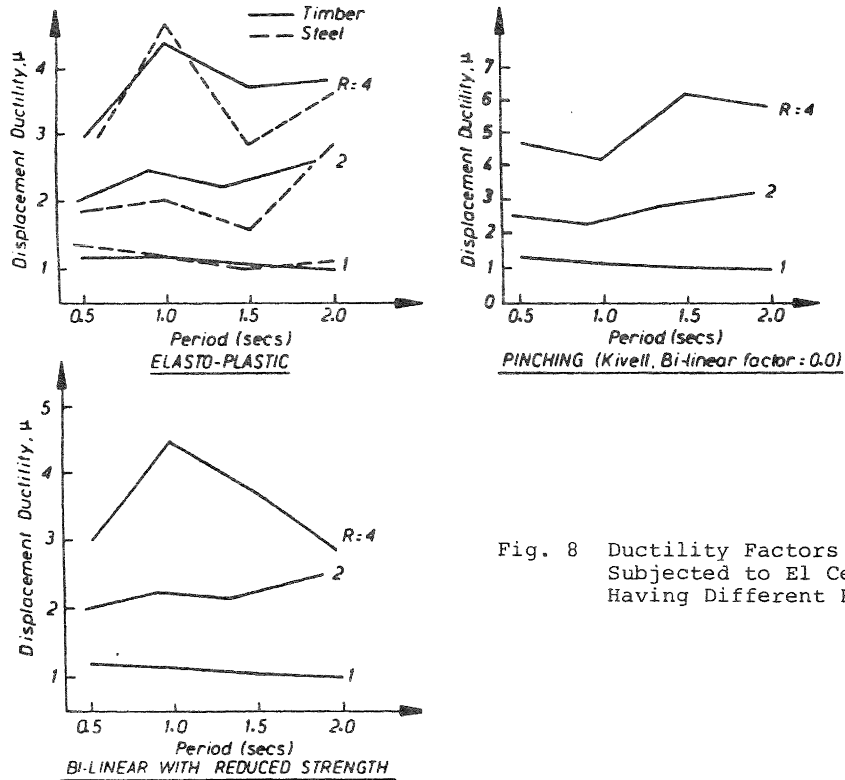 Timber
Steel
Displacement Ductility, μ
4
3
2
1
R=4
2
1
0.5 1.0 1.5 2.0
Period (secs)
ELASTO-PLASTIC
Displacement Ductility, μ
7
6
5
4
3
2
1
0
R=4
2
1
0.5 1.0 1.5 2.0
Period (secs)
PINCHING (Kivell, Bi-linear factor=0.0)
Displacement Ductility, μ
5
4
3
2
1
R=4
2
1
0.5 1.0 1.5 2.0
Period (secs)
BI-LINEAR WITH REDUCED STRENGTH
Fig. 8 Ductility Factors
Subjected to El
Having Different